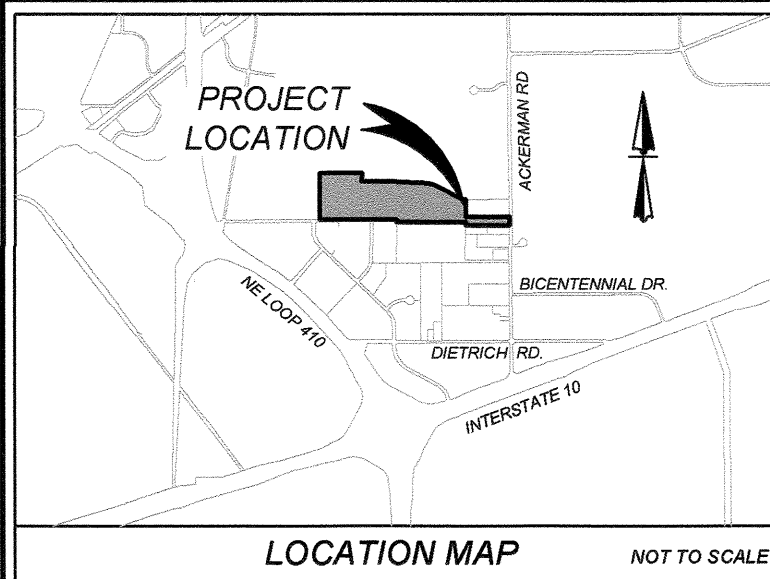 PROJECT
LOCATION
ACKERMAN RD
BICENTENNIAL DR.
NE LOOP 410
DIETRICH RD.
INTERSTATE 10
LOCATION MAP
NOT TO SCALE